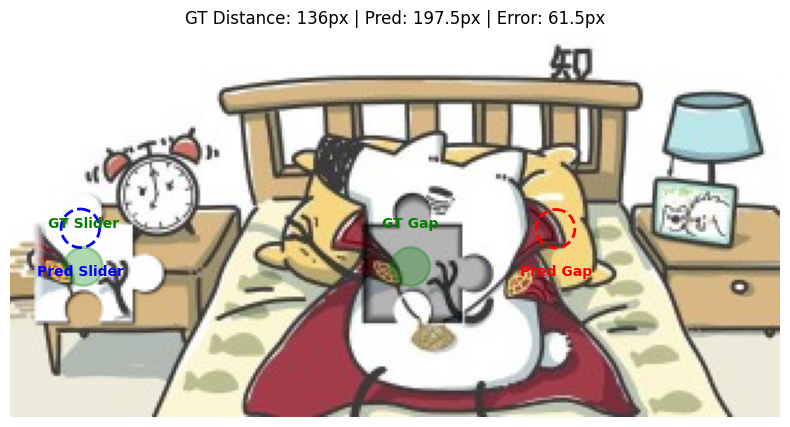 GT Distance: 136px | Pred: 197.5px | Error: 61.5px
知
GT Slider
GT Gap
Pred Slider
Pred Gap